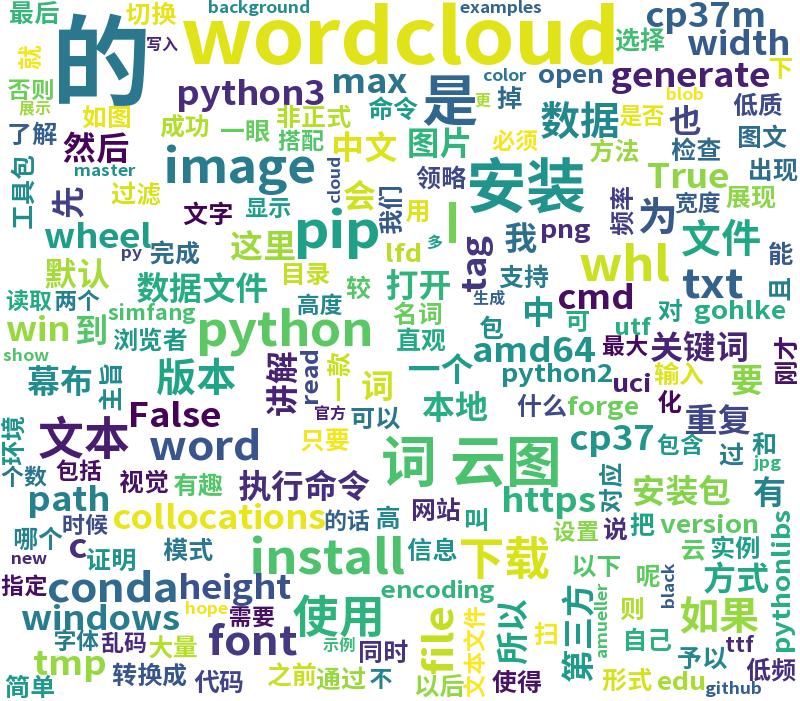 最后
切换
background
examples
cp37m
就
的
写入
wordcloud
选择
width
否则
python3
max
color
open
generate
下
展示
如图
成功
一眼
非正式
命令
是
更
掉
数据
是否
blob
低质
了解
然后
搭配
中文
图片
必须
也
图文
master
image
cloud
领略
安装
方法
检查
出现
工具包
先
过滤
文字
显示
会
我们
用
True
展现
频率
为
宽度
wheel
这里
pip
l
tag
我
png
文件
能
py
完成
lfd
多
whl
且
默认
数据文件
目录
较
打开
支持
cmd
txt
读取
两个
simfang
高度
名词
生成
中
可
对
gohlke
win
到
浏览者
python
直观
包
utf
最大
关键词
刚才
show
amd64
幕布
主旨
版本
讲解
read
一款
词
一个
python2
uci
输入
要
环境
False
官方
可以
本地
什么
forge
化
重复
文本
word
只要
词
云图
cp37
包含
过
和
jpg
个数
包括
视觉
有趣
执行命令
对应
安装包
有
path
https
哪个
时候
collocations
的话
高
网站
叫
设置
说
把
version
pythonlibs
c
证明
模式
install
信息
下载
云
实例
new
指定
conda
height
encoding
以下
呢
black
方式
windows
hope
需要
使用
file
文本文件
所以
扫
第三方
amueller
则
如果
字体
乱码
大量
font
示例
同时
自己
予以
ttf
tmp
转换成
代码
之前
通过
不
低频
简单
以后
使得
形式
edu
github